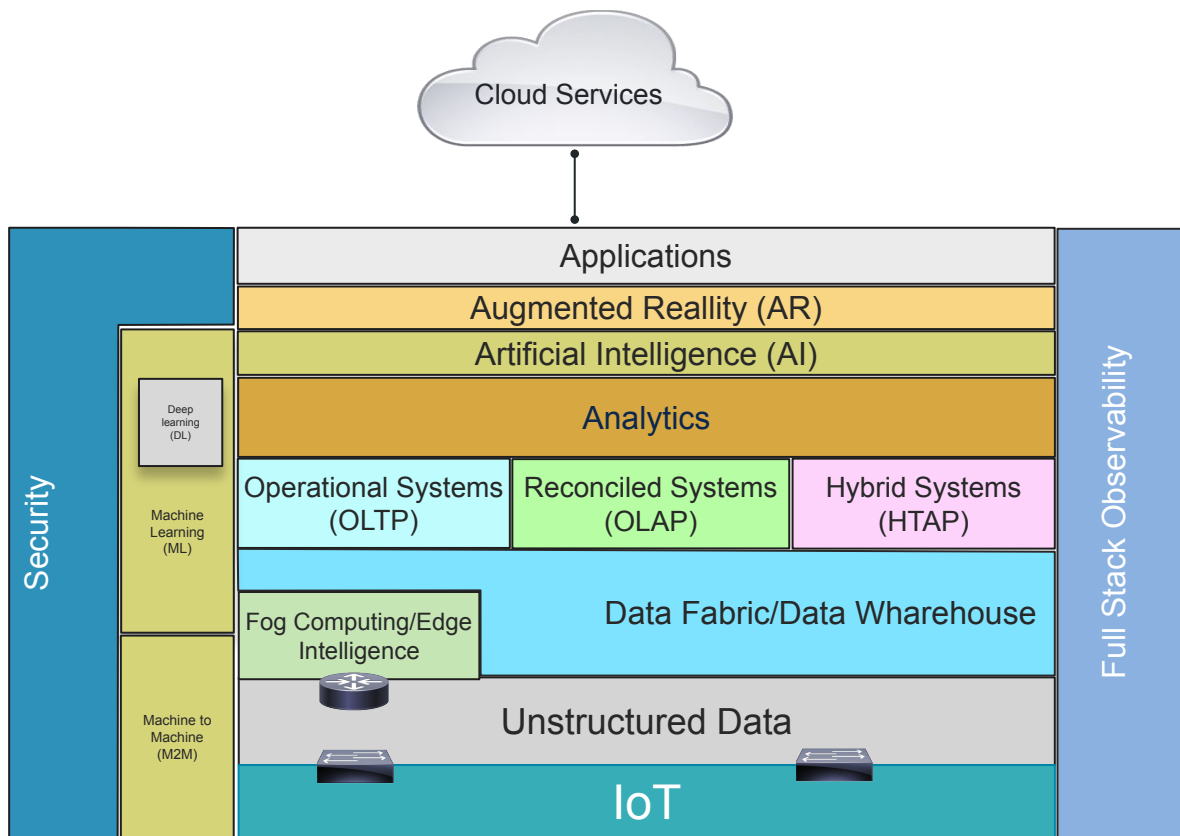 Cloud Services
Applications
Augmented Reallity (AR)
Artificial Intelligence (AI)
Analytics
Operational Systems
(OLTP)
Reconciled Systems
(OLAP)
Hybrid Systems
(HTAP)
Data Fabric/Data Wharehouse
Fog Computing/Edge
Intelligence
Unstructured Data
IoT
Security
Deep
learning
(DL)
Machine
Learning
(ML)
Machine to
Machine
(M2M)
Full Stack Observability